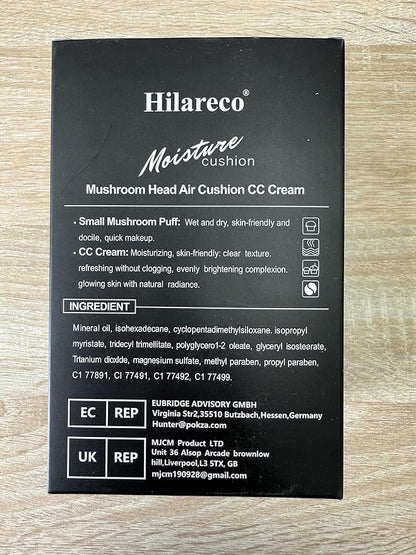 Hilareco®
Moisture
cushion
Mushroom Head Air Cushion CC Cream
• Small Mushroom Puff: Wet and dry, skin-friendly and
docile, quick makeup.
• CC Cream: Moisturizing, skin-friendly: clear texture.
refreshing without clogging, evenly brightening complexion.
glowing skin with natural radiance.
INGREDIENT
Mineral oil, isohexadecane, cyclopentadimethylsiloxane. isopropyl
myristate, tridecyl trimellitate, polyglycero1-2 oleate, glyceryl isostearate,
Trtanium dioxlde, magnesium sulfate, methyl paraben, propyl paraben,
C1 77891, CI 77491, C1 77492, C1 77499.
EC REP
EUBRIDGE ADVISORY GMBH
Virginia Str2,35510 Butzbach,Hessen,Germany
Hunter@pokza.com
UK REP
MJCM Product LTD
Unit 36 Alsop Arcade brownlow
hill,Liverpool,L3 5TX, GB
mjcm190928@gmail.com